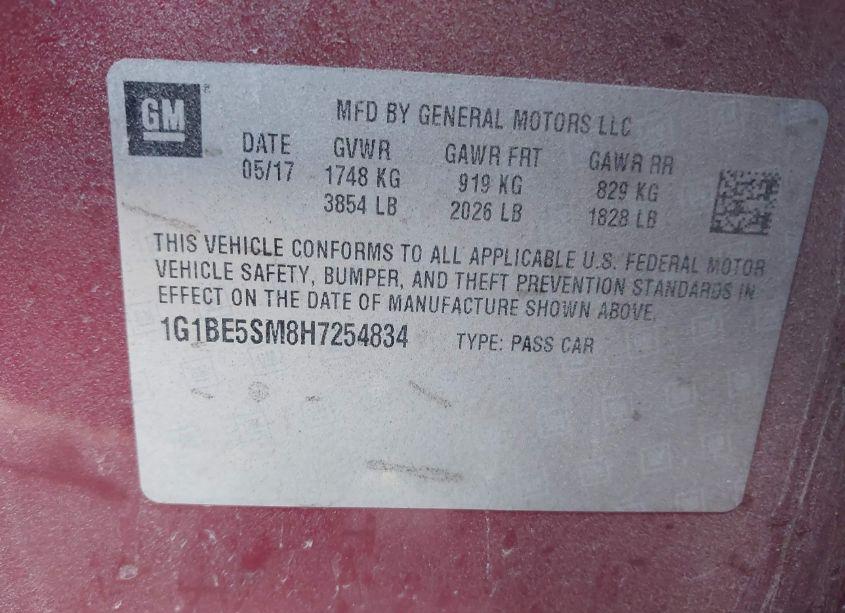 GM
MFD BY GENERAL MOTORS LLC
DATE GVWR GAWR FRT GAWR RR
05/17 1748 KG 919 KG 829 KG
3854 LB 2026 LB 1828 LB
THIS VEHICLE CONFORMS TO ALL APPLICABLE U.S. FEDERAL MOTOR
VEHICLE SAFETY, BUMPER, AND THEFT PREVENTION STANDARDS IN
EFFECT ON THE DATE OF MANUFACTURE SHOWN ABOVE.
1G1BE5SM8H7254834 TYPE: PASS CAR